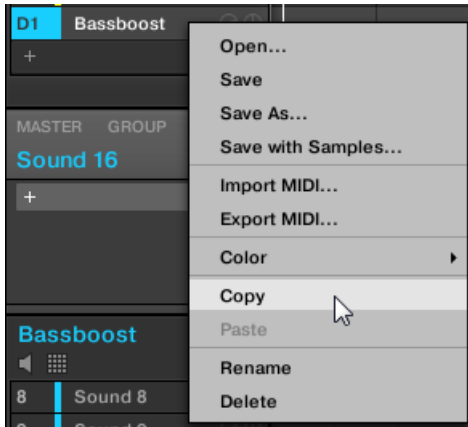 D1 Bassboost
+
MASTER GROUP
Sound 16
+
Bassboost
8 Sound 8
Open...
Save
Save As...
Save with Samples...
Import MIDI...
Export MIDI...
Color
Copy
Paste
Rename
Delete